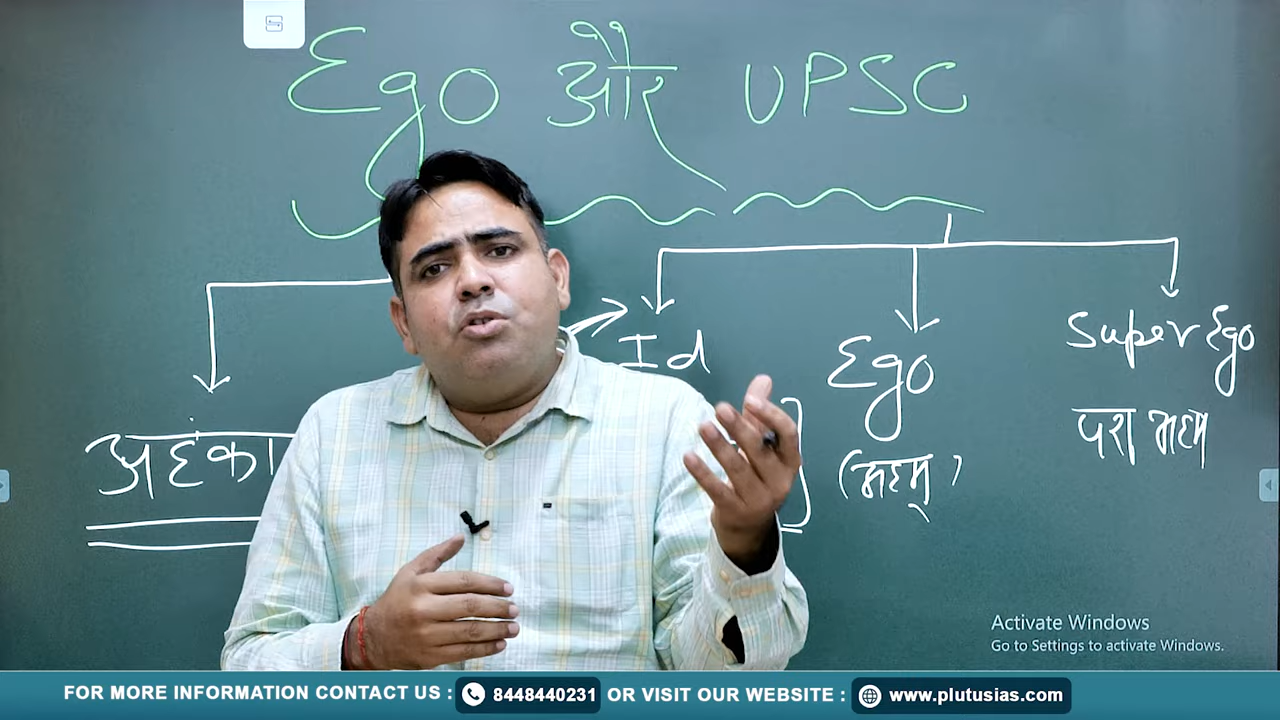 Ego और UPSC
Id
Ego
Super Ego
(अहम्)
परा अहम
Activate Windows
Go to Settings to activate Windows.
FOR MORE INFORMATION CONTACT US : 8448440231 OR VISIT OUR WEBSITE : www.plutusias.com